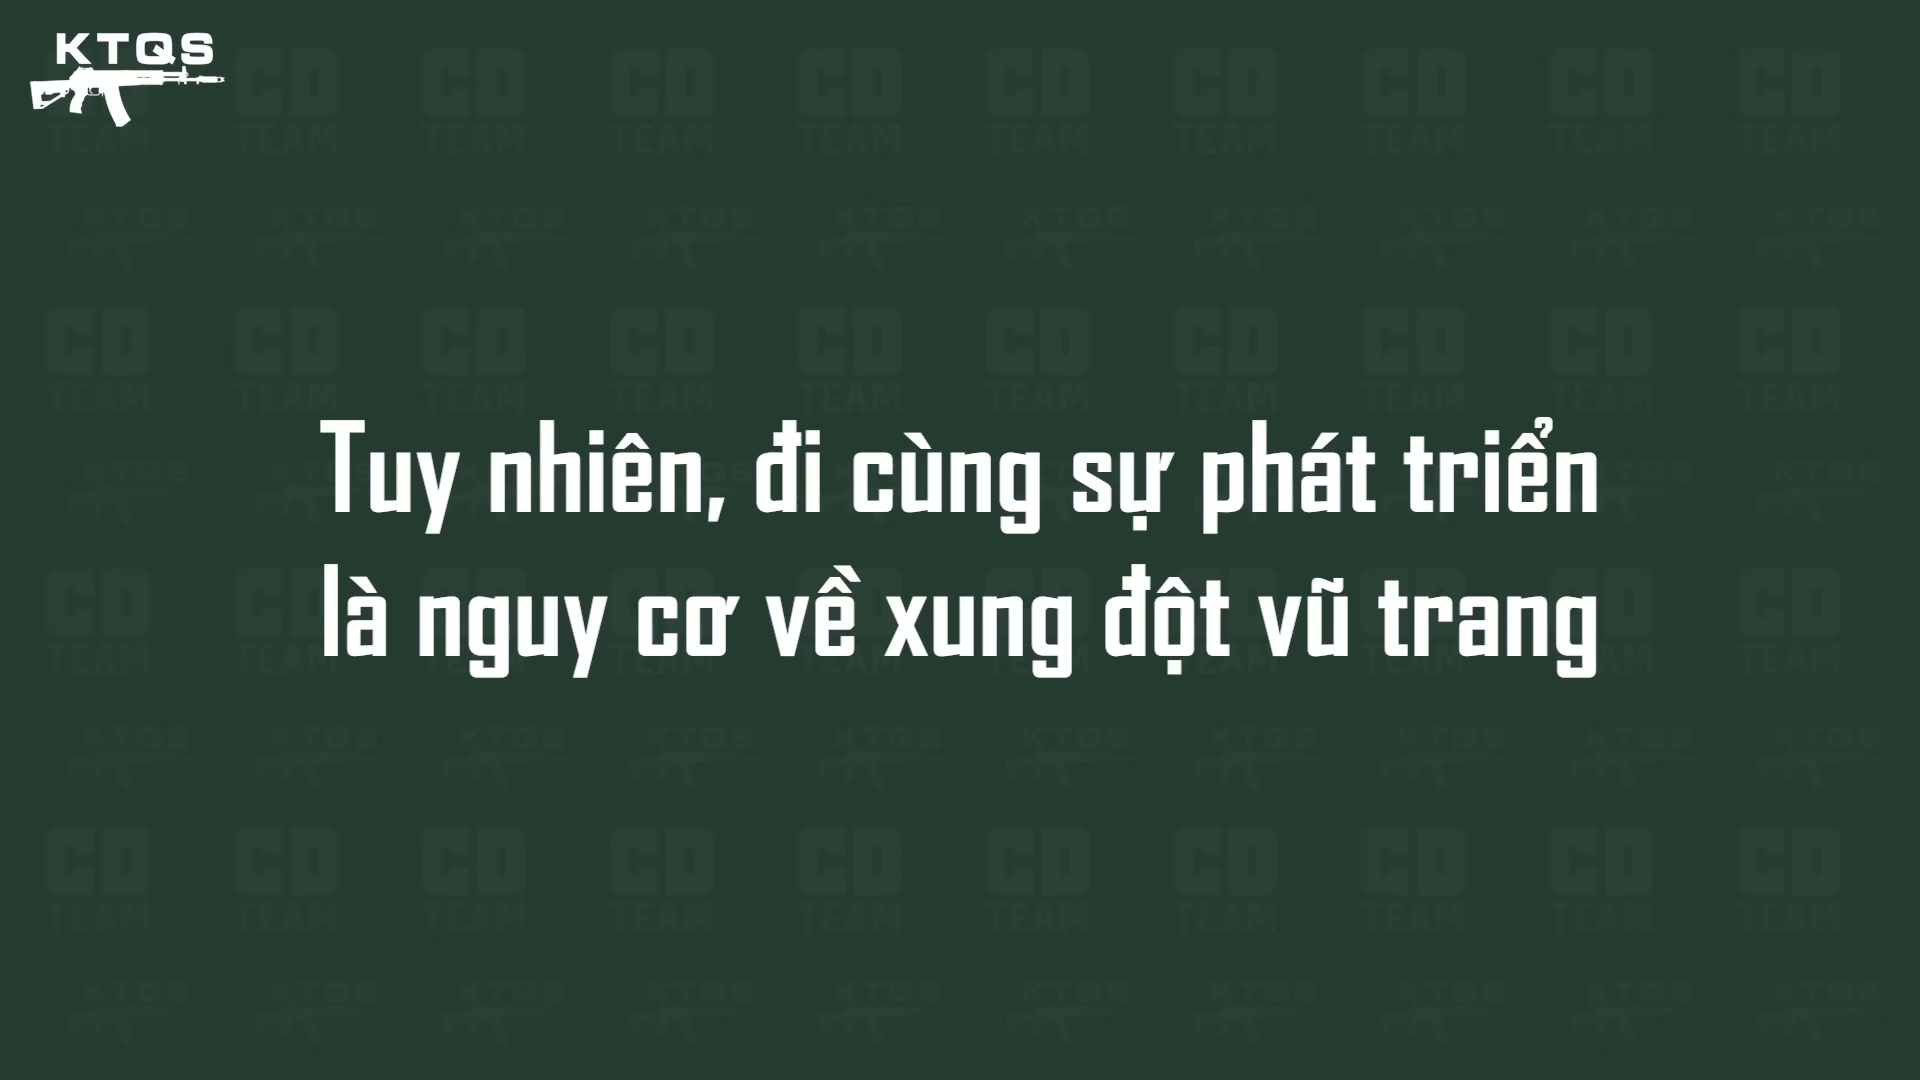 KTQS
Tuy nhiên, đi cùng sự phát triển
là nguy cơ về xung đột vũ trang